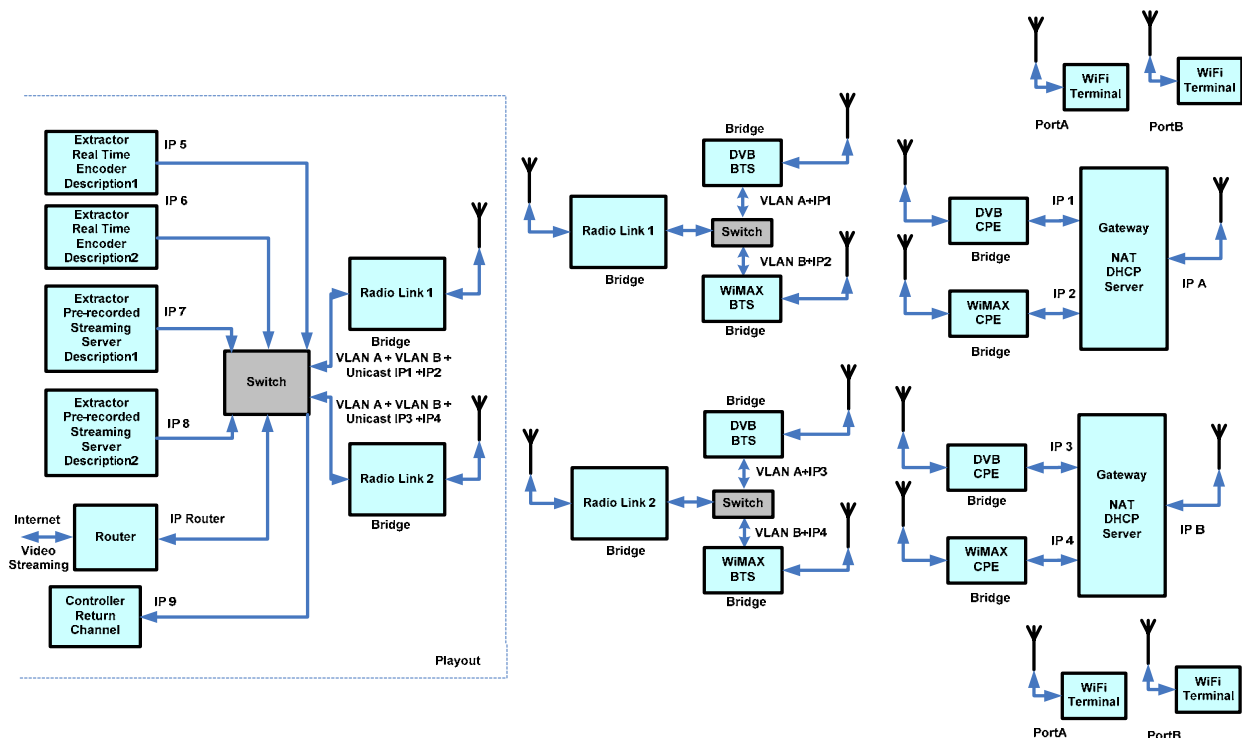 Extractor
Real Time
Encoder
Description1
IP 5
IP 6
Extractor
Real Time
Encoder
Description2
Extractor
Pre-recorded
Streaming
Server
Description1
IP 7
Extractor
Pre-recorded
Streaming
Server
Description2
IP 8
Internet
Video
Streaming
Router
IP Router
Controller
Return
Channel
IP 9
Switch
Radio Link 1
Bridge
VLAN A + VLAN B +
Unicast IP1 +IP2
VLAN A + VLAN B +
Unicast IP3 +IP4
Radio Link 2
Bridge
Playout
Radio Link 1
Bridge
Bridge
DVB
BTS
VLAN A+IP1
Switch
VLAN B+IP2
WiMAX
BTS
Bridge
Radio Link 2
Bridge
Bridge
DVB
BTS
VLAN A+IP3
Switch
VLAN B+IP4
WiMAX
BTS
Bridge
WiFi
Terminal
PortA
WiFi
Terminal
PortB
DVB
CPE
Bridge
IP 1
WiMAX
CPE
Bridge
IP 2
Gateway
NAT
DHCP
Server
IP A
DVB
CPE
Bridge
IP 3
WiMAX
CPE
Bridge
IP 4
Gateway
NAT
DHCP
Server
IP B
WiFi
Terminal
PortA
WiFi
Terminal
PortB